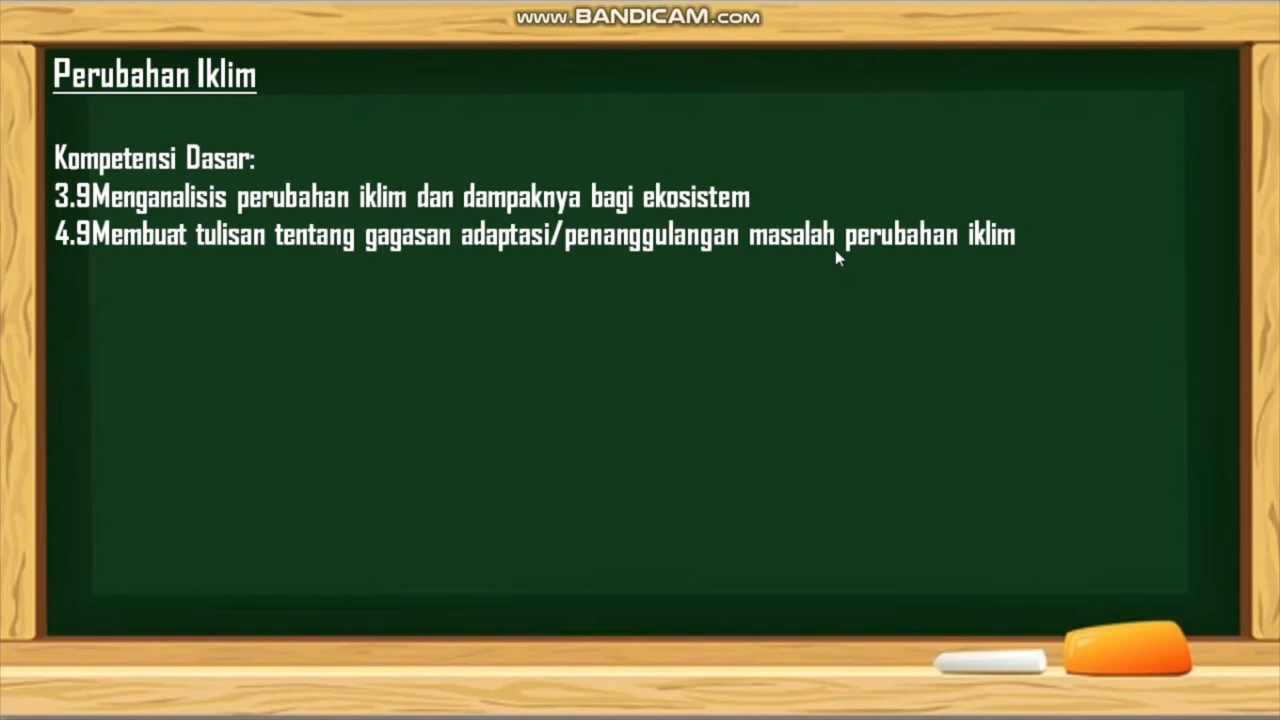 www.BANDICAM.com
Perubahan Iklim
Kompetensi Dasar:
3.9Menganalisis perubahan iklim dan dampaknya bagi ekosistem
4.9Membuat tulisan tentang gagasan adaptasi/penanggulangan masalah perubahan iklim